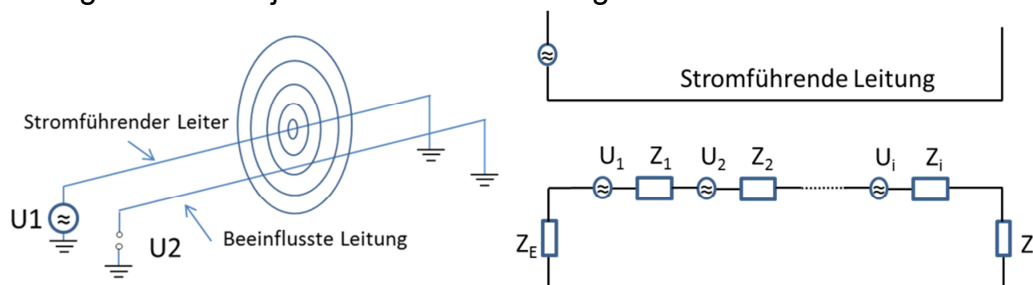 Stromführender Leiter
U1
U2
Beeinflusste Leitung
Stromführende Leitung
U1 Z1 U2 Z2 Ui Zi
ZE
Z